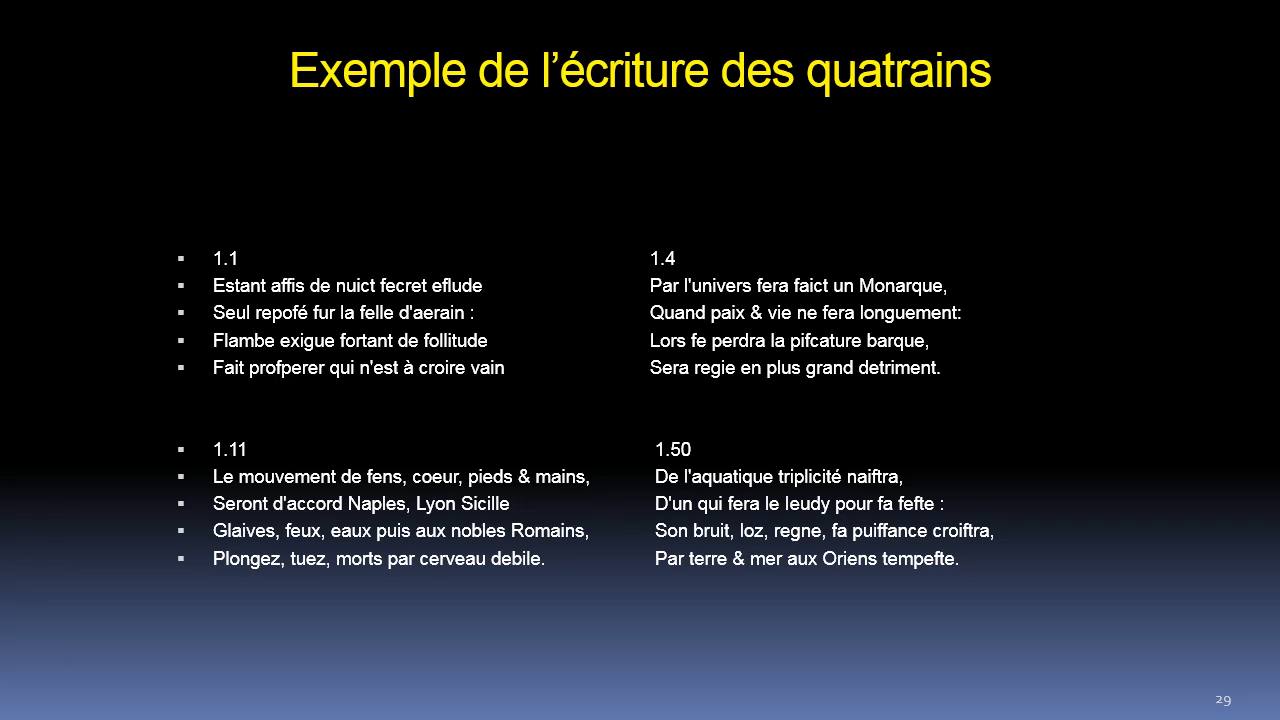 Exemple de l’écriture des quatrains
1.1
Estant affis de nuict fecret eflude
Seul repofé fur la felle d'aerain :
Flambe exigue fortant de follitude
Fait profperer qui n'est à croire vain
1.4
Par l'univers fera faict un Monarque,
Quand paix & vie ne fera longuement:
Lors fe perdra la pifcature barque,
Sera regie en plus grand detriment.
1.11
Le mouvement de fens, coeur, pieds & mains,
Seront d'accord Naples, Lyon Sicille
Glaives, feux, eaux puis aux nobles Romains,
Plongez, tuez, morts par cerveau debile.
1.50
De l'aquatique triplicité naiftra,
D'un qui fera le leudy pour fa fefte :
Son bruit, loz, regne, fa puiffance croiftra,
Par terre & mer aux Oriens tempefte.
29